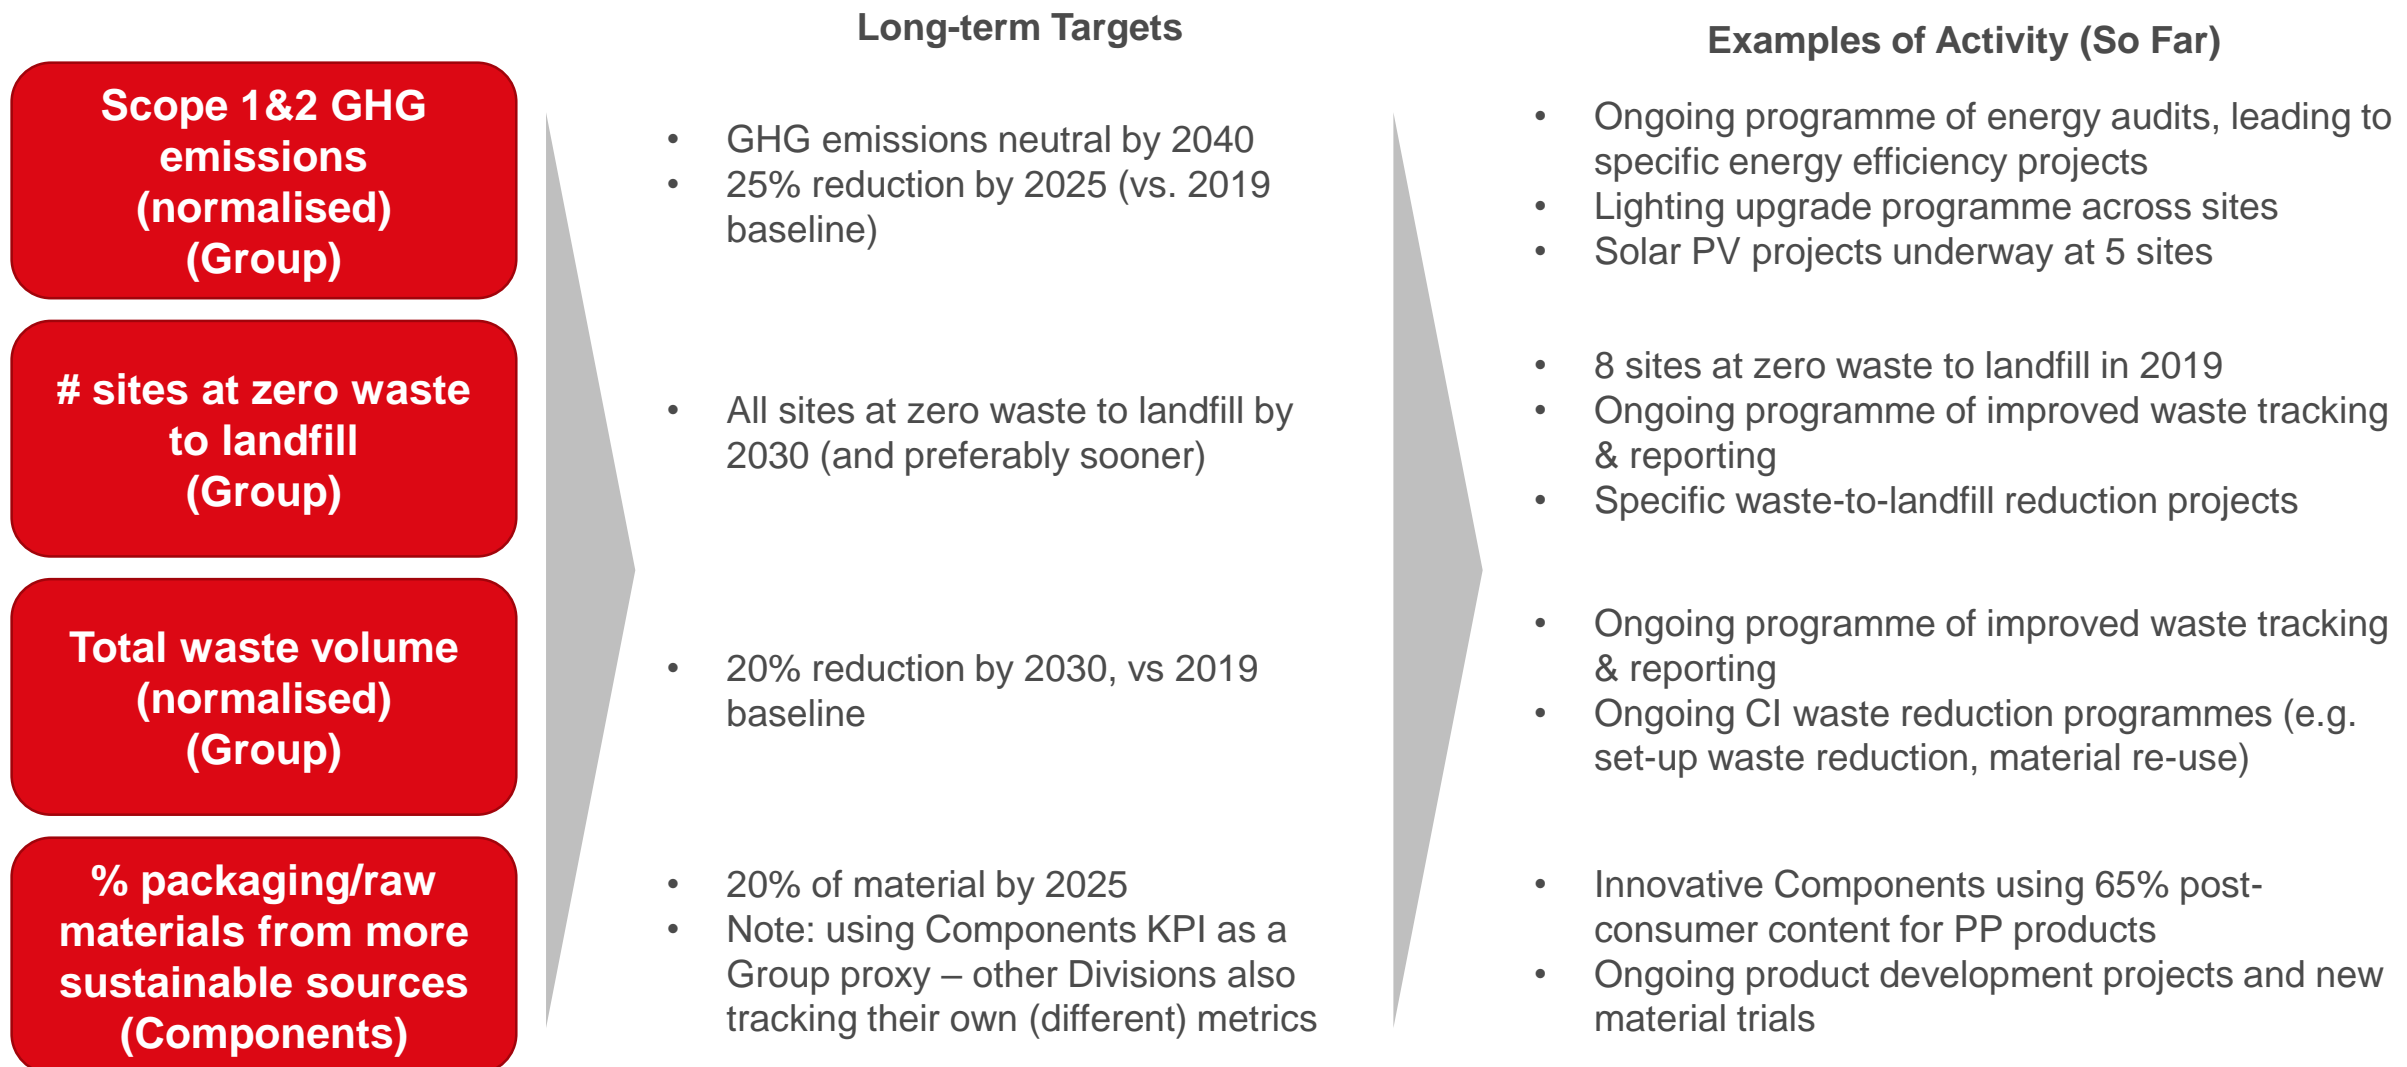 Long-term Targets
Examples of Activity (So Far)
Scope 1&2 GHG
emissions
(normalised)
(Group)
• GHG emissions neutral by 2040
• 25% reduction by 2025 (vs. 2019
baseline)
• Ongoing programme of energy audits, leading to
specific energy efficiency projects
• Lighting upgrade programme across sites
• Solar PV projects underway at 5 sites
# sites at zero waste
to landfill
(Group)
• All sites at zero waste to landfill by
2030 (and preferably sooner)
• 8 sites at zero waste to landfill in 2019
• Ongoing programme of improved waste tracking
& reporting
• Specific waste-to-landfill reduction projects
Total waste volume
(normalised)
(Group)
• 20% reduction by 2030, vs 2019
baseline
• Ongoing programme of improved waste tracking
& reporting
• Ongoing CI waste reduction programmes (e.g.
set-up waste reduction, material re-use)
% packaging/raw
materials from more
sustainable sources
(Components)
• 20% of material by 2025
• Note: using Components KPI as a
Group proxy – other Divisions also
tracking their own (different) metrics
• Innovative Components using 65% post-
consumer content for PP products
• Ongoing product development projects and new
material trials